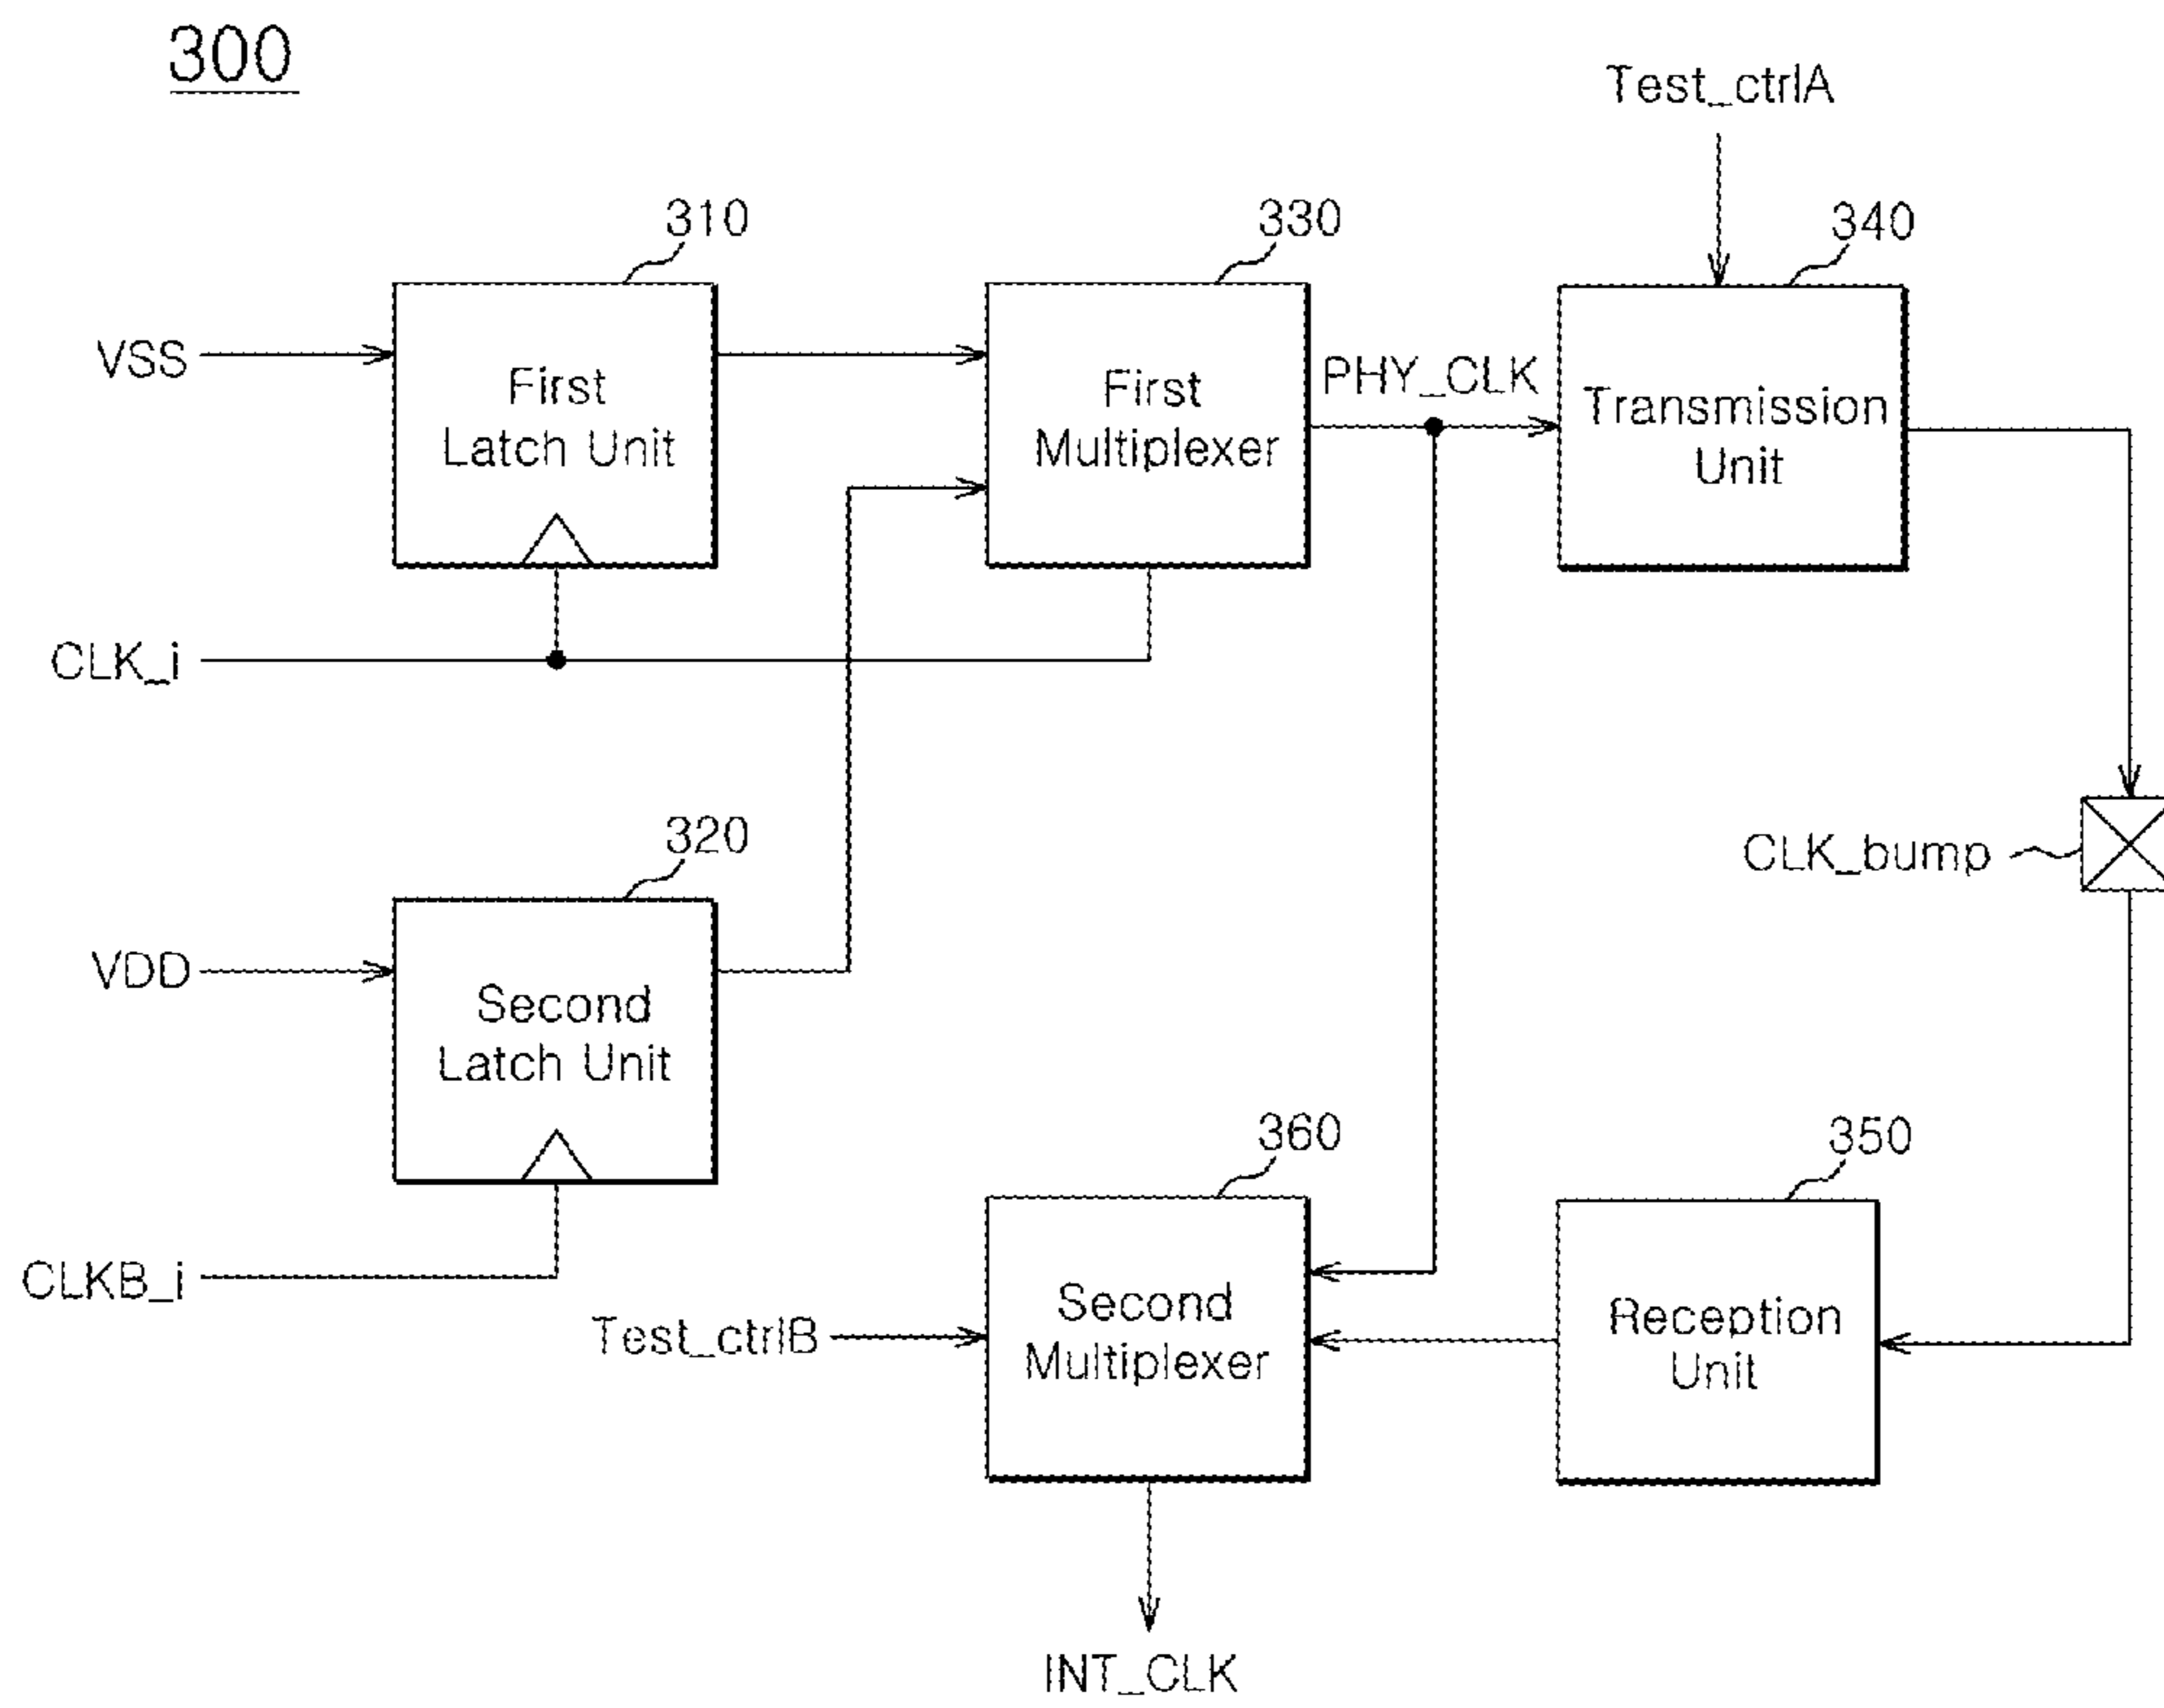 300
Test_ctrlA
310
330
340
VSS
First
Latch Unit
First
Multiplexer
PHY_CLK
Transmission
Unit
CLK_i
320
CLK_bump
VDD
Second
Latch Unit
360
350
CLKB_i
Test_ctrlB
Second
Multiplexer
Reception
Unit
INT_CLK